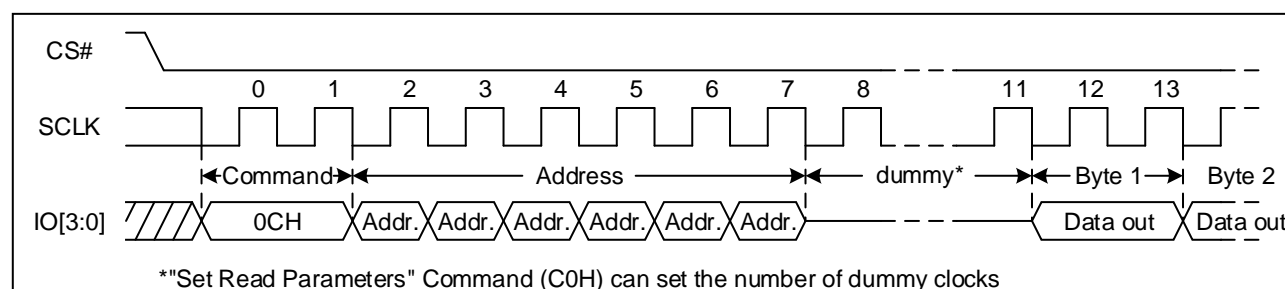 CS#
0 1 2 3 4 5 6 7 8 11 12 13
SCLK
Command Address dummy* Byte 1 Byte 2
IO[3:0] 0CH Addr. Addr. Addr. Addr. Addr. Addr. Data out Data out
*"Set Read Parameters" Command (C0H) can set the number of dummy clocks